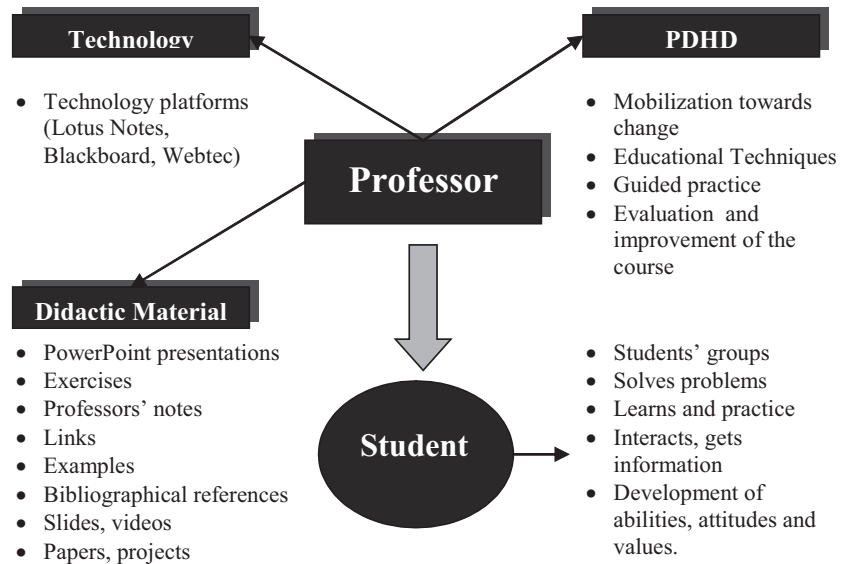 Technology
• Technology platforms
(Lotus Notes,
Blackboard, Webtec)
PDHD
• Mobilization towards
change
• Educational Techniques
• Guided practice
• Evaluation and
improvement of the
course
Professor
Didactic Material
• PowerPoint presentations
• Exercises
• Professors’ notes
• Links
• Examples
• Bibliographical references
• Slides, videos
• Papers, projects
Student
• Students’ groups
• Solves problems
• Learns and practice
• Interacts, gets
information
• Development of
abilities, attitudes and
values.